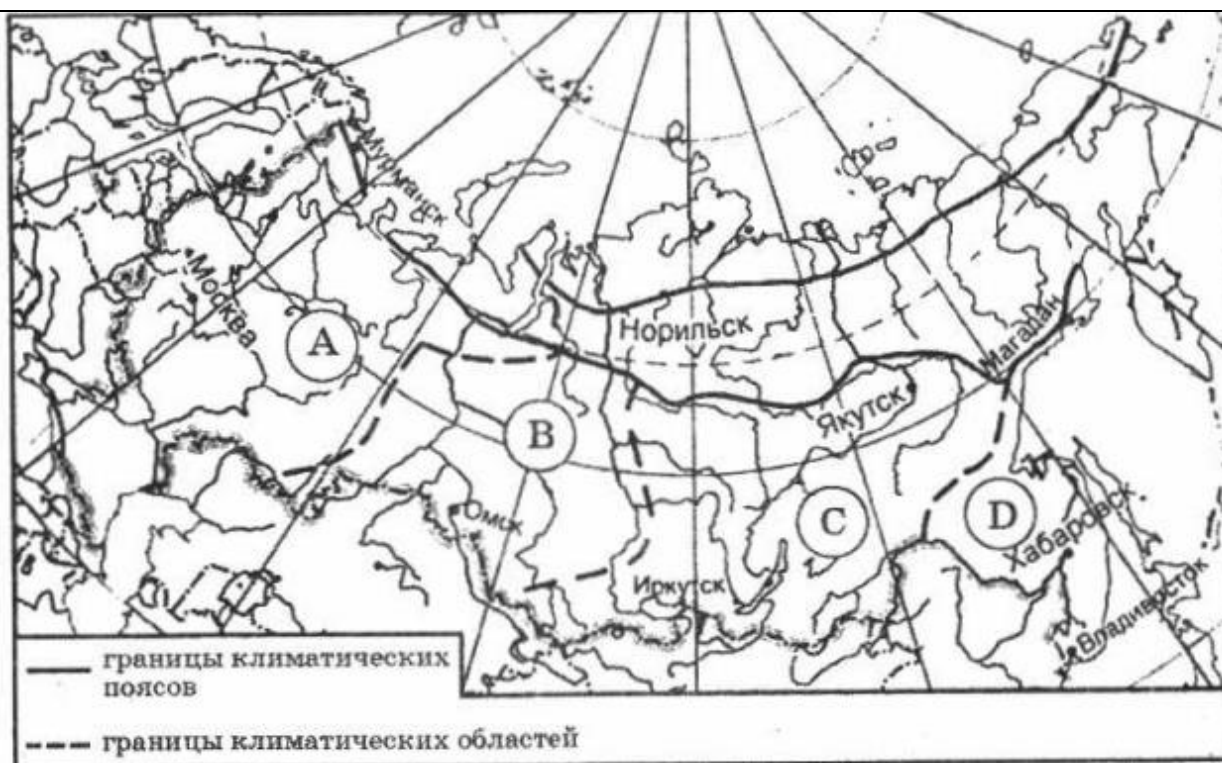 Мурманск
Москва
А
Норильск
Магадан
Якутск
В
Омск
С
D
Хабаровск
Иркутск
Владивосток
границы климатических
поясов
границы климатических областей